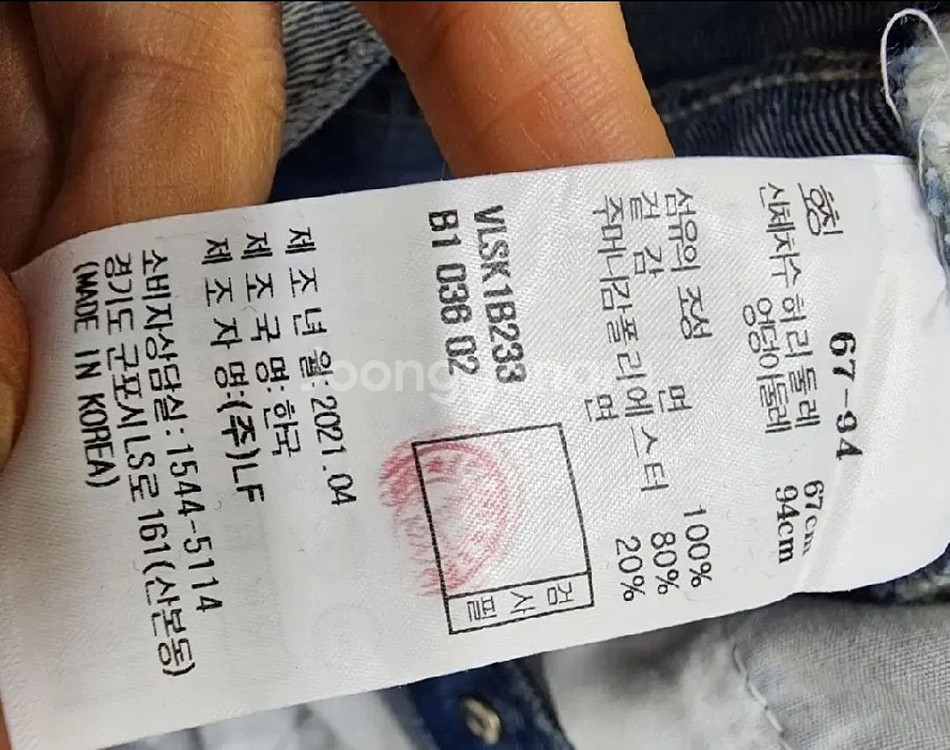 호칭 67-94
신체치수 허리둘레 67cm
엉덩이둘레 94cm
섬유의 조성
겉감 면 100%
주머니감 폴리에스터 80%
면 20%
VLSK1B233
B1 038 02
검사필
제조년월:2021.04
제조국명:한국
제조자명:(주)LF
소비자상담실:1544-5114
경기도 군포시 LS로 161(산본동)
(MADE IN KOREA)